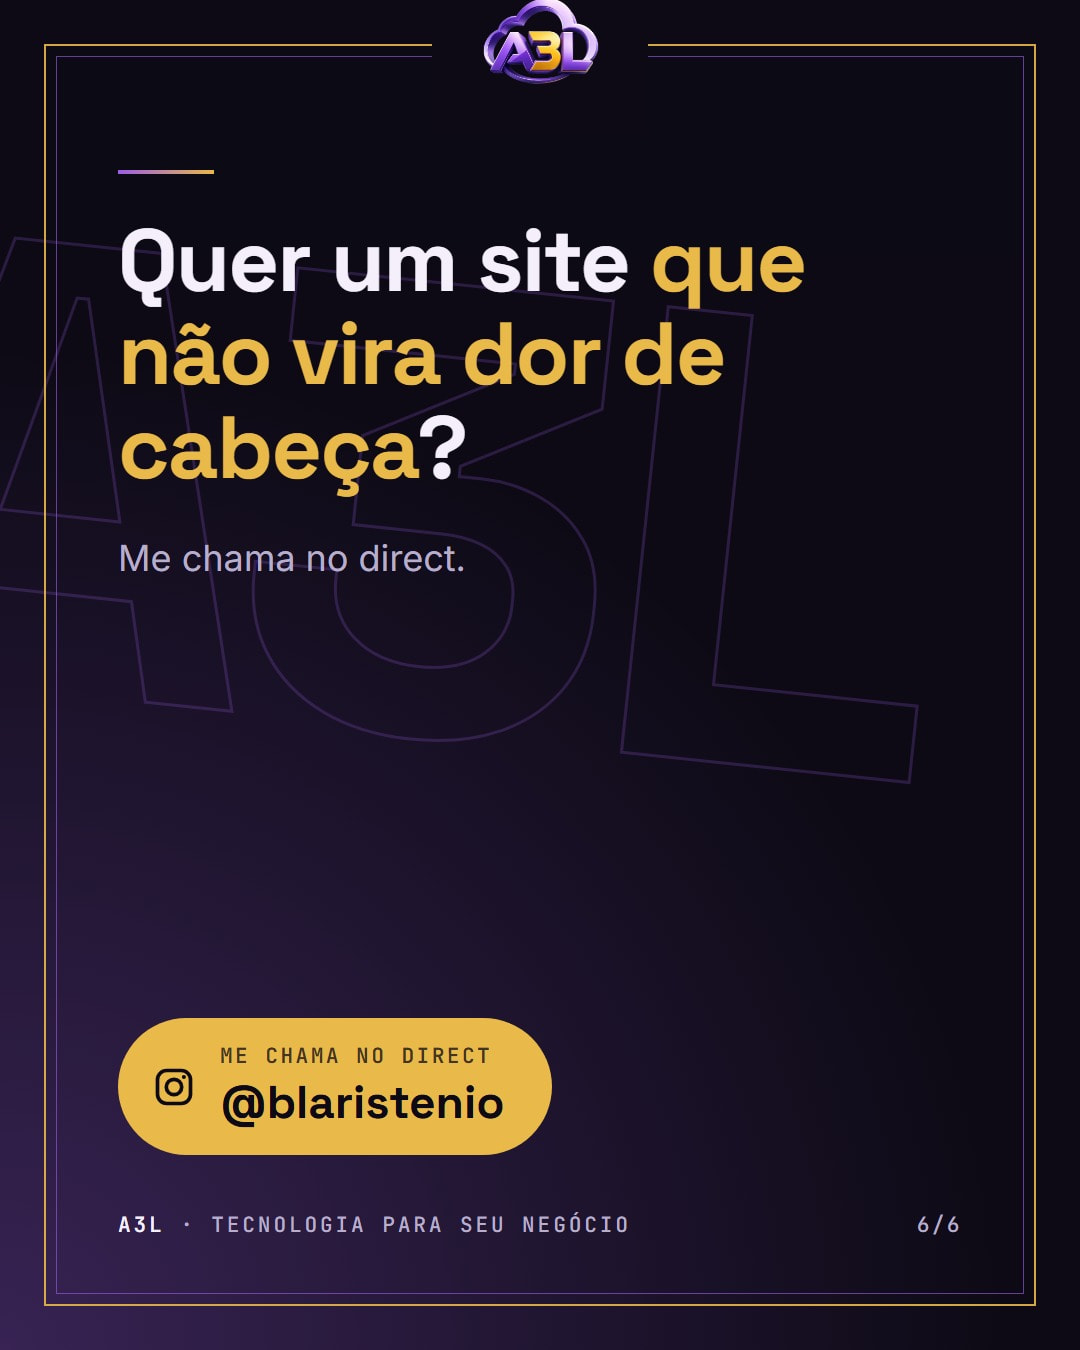 A3L
Quer um site que
não vira dor de
cabeça?
Me chama no direct.
A3L
ME CHAMA NO DIRECT
@blaristenio
A3L · TECNOLOGIA PARA SEU NEGÓCIO
6/6